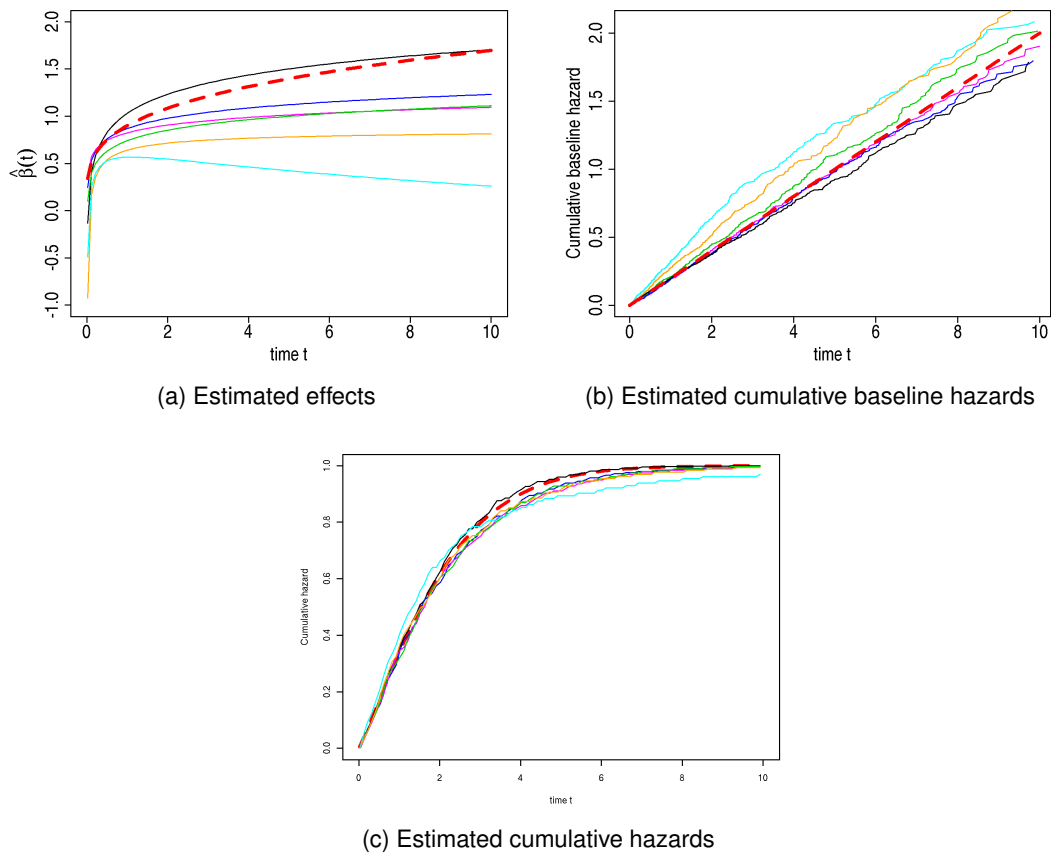 β̂(t)
2.0
1.5
1.0
0.5
0.0
-1.0
0 2 4 6 8 10
time t
(a) Estimated effects
Cumulative baseline hazard
2.0
1.5
1.0
0.5
0.0
0 2 4 6 8 10
time t
(b) Estimated cumulative baseline hazards
Cumulative hazard
1.0
0.8
0.6
0.4
0.2
0.0
0 2 4 6 8 10
time t
(c) Estimated cumulative hazards